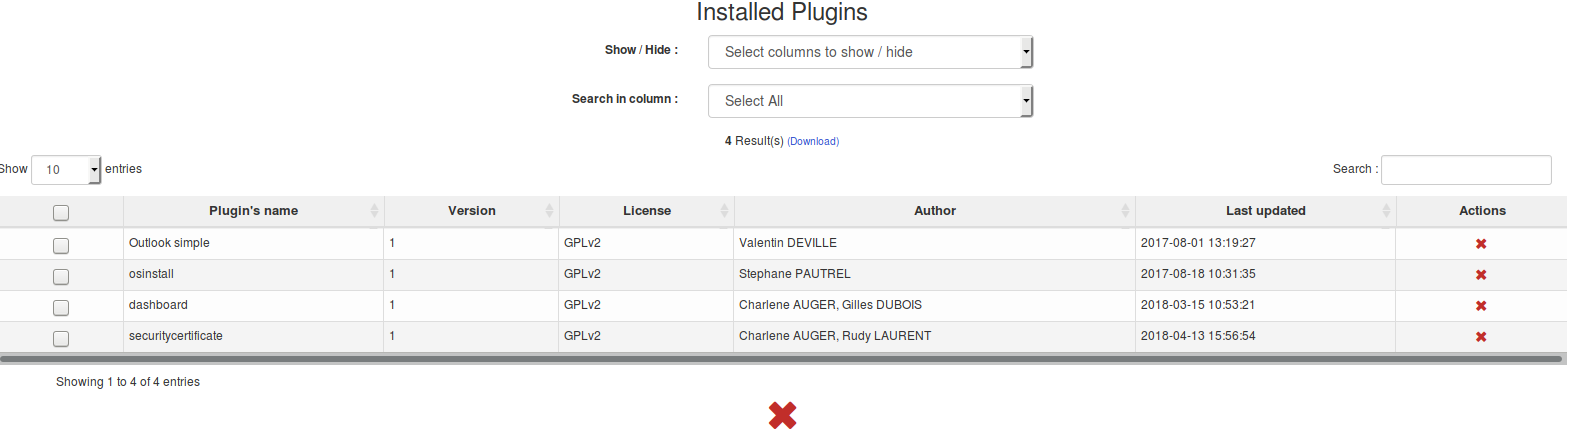 Installed Plugins
Show / Hide :
Select columns to show / hide
Search in column :
Select All
4 Result(s) (Download)
Show 10 entries
Search :
Plugin's name Version License Author Last updated Actions
Outlook simple 1 GPLv2 Valentin DEVILLE 2017-08-01 13:19:27
osinstall 1 GPLv2 Stephane PAUTREL 2017-08-18 10:31:35
dashboard 1 GPLv2 Charlene AUGER, Gilles DUBOIS 2018-03-15 10:53:21
securitycertificate 1 GPLv2 Charlene AUGER, Rudy LAURENT 2018-04-13 15:56:54
Showing 1 to 4 of 4 entries